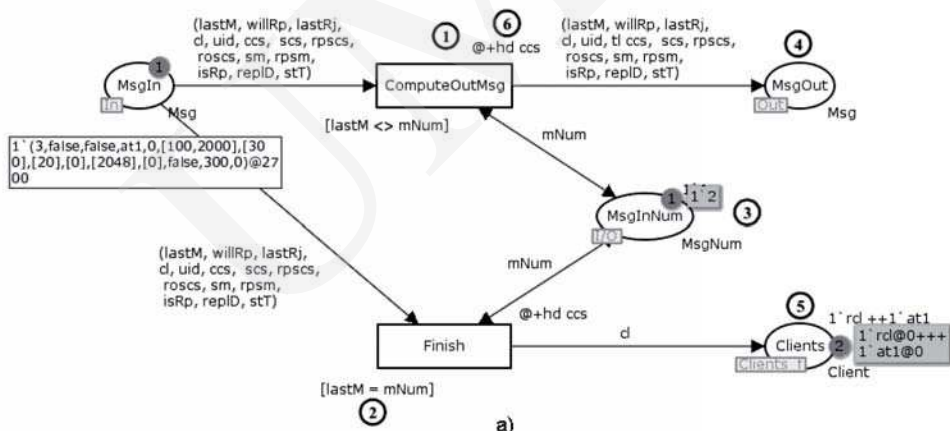 (lastM, willRp, lastRj,
cl, uid, ccs, scs, rpscs,
roscs, sm, rpsm,
isRp, replD, stT)
1
6
@+hd ccs
(lastM, willRp, lastRj,
cl, uid, tl ccs, scs, rpscs,
roscs, sm, rpsm,
isRp, replD, stT)
4
1
MsgIn
In
Msg
ComputeOutMsg
[lastM <> mNum]
MsgOut
Out
Msg
1`(3,false,false,at1,0,[100,2000],[30
0],[20],[0],[2048],[0],false,300,0)@27
00
mNum
1
1`2
MsgInNum
I/O
MsgNum
3
(lastM, willRp, lastRj,
cl, uid, ccs, scs, rpscs,
roscs, sm, rpsm,
isRp, replD, stT)
mNum
@+hd ccs
Finish
[lastM = mNum]
2
cl
5
1`rcl ++1`at1
Clients
2
1`rcl@0+++
1`at1@0
Clients
Client
a)